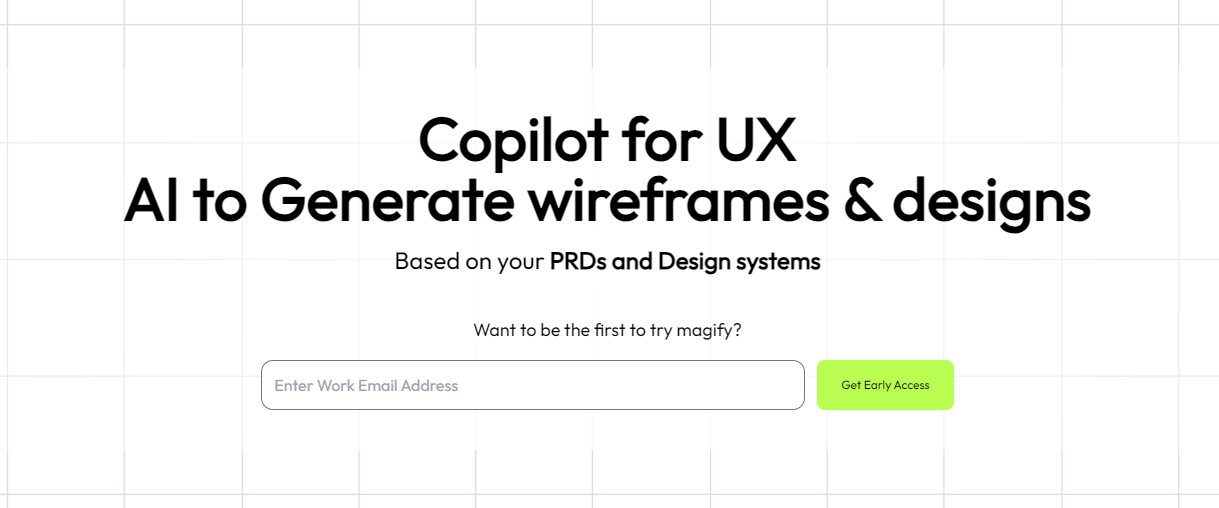 Copilot for UX
AI to Generate wireframes & designs
Based on your PRDs and Design systems
Want to be the first to try magify?
Enter Work Email Address
Get Early Access